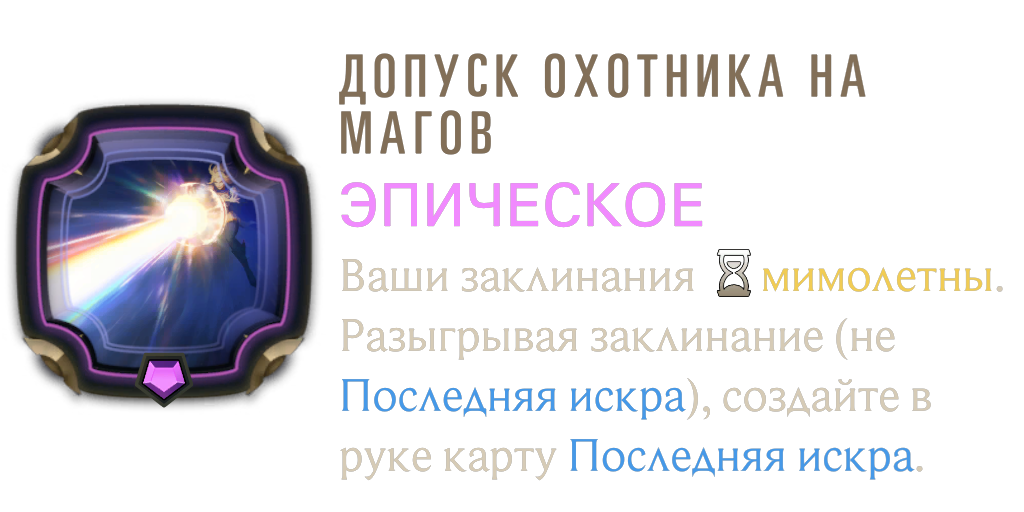 ДОПУСК ОХОТНИКА НА
МАГОВ
ЭПИЧЕСКОЕ
Ваши заклинания мимолетны.
Разыгрывая заклинание (не
Последняя искра), создайте в
руке карту Последняя искра.